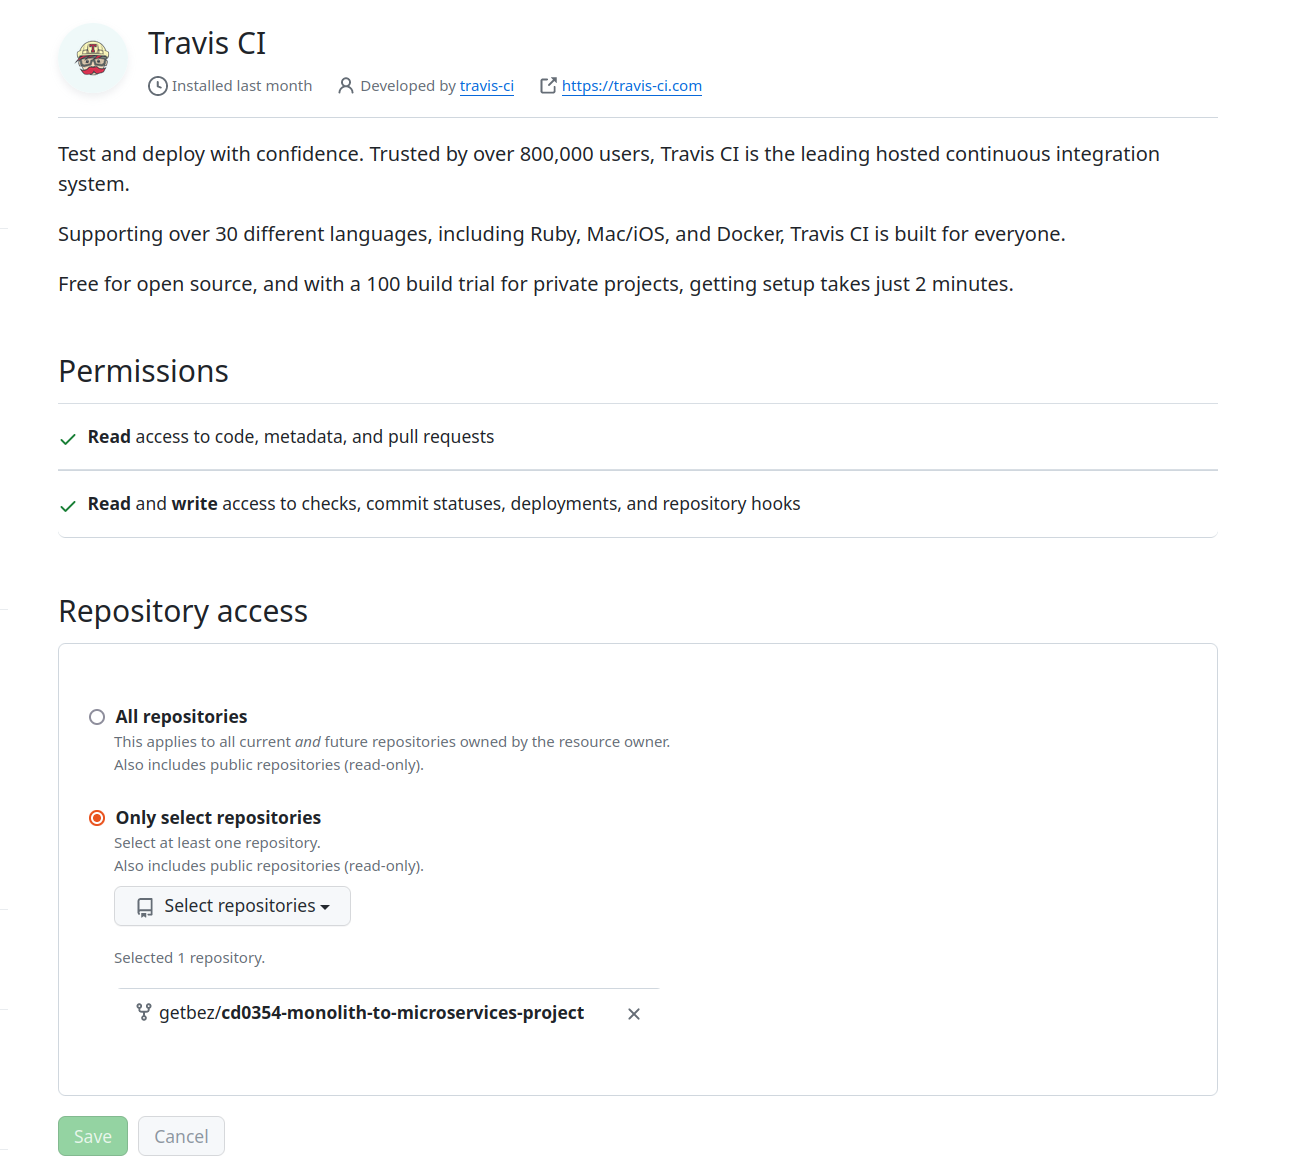 Travis CI
Installed last month Developed by travis-ci https://travis-ci.com
Test and deploy with confidence. Trusted by over 800,000 users, Travis CI is the leading hosted continuous integration
system.
Supporting over 30 different languages, including Ruby, Mac/iOS, and Docker, Travis CI is built for everyone.
Free for open source, and with a 100 build trial for private projects, getting setup takes just 2 minutes.
Permissions
Read access to code, metadata, and pull requests
Read and write access to checks, commit statuses, deployments, and repository hooks
Repository access
All repositories
This applies to all current and future repositories owned by the resource owner.
Also includes public repositories (read-only).
Only select repositories
Select at least one repository.
Also includes public repositories (read-only).
Select repositories
Selected 1 repository.
getbez/cd0354-monolith-to-microservices-project
Save Cancel